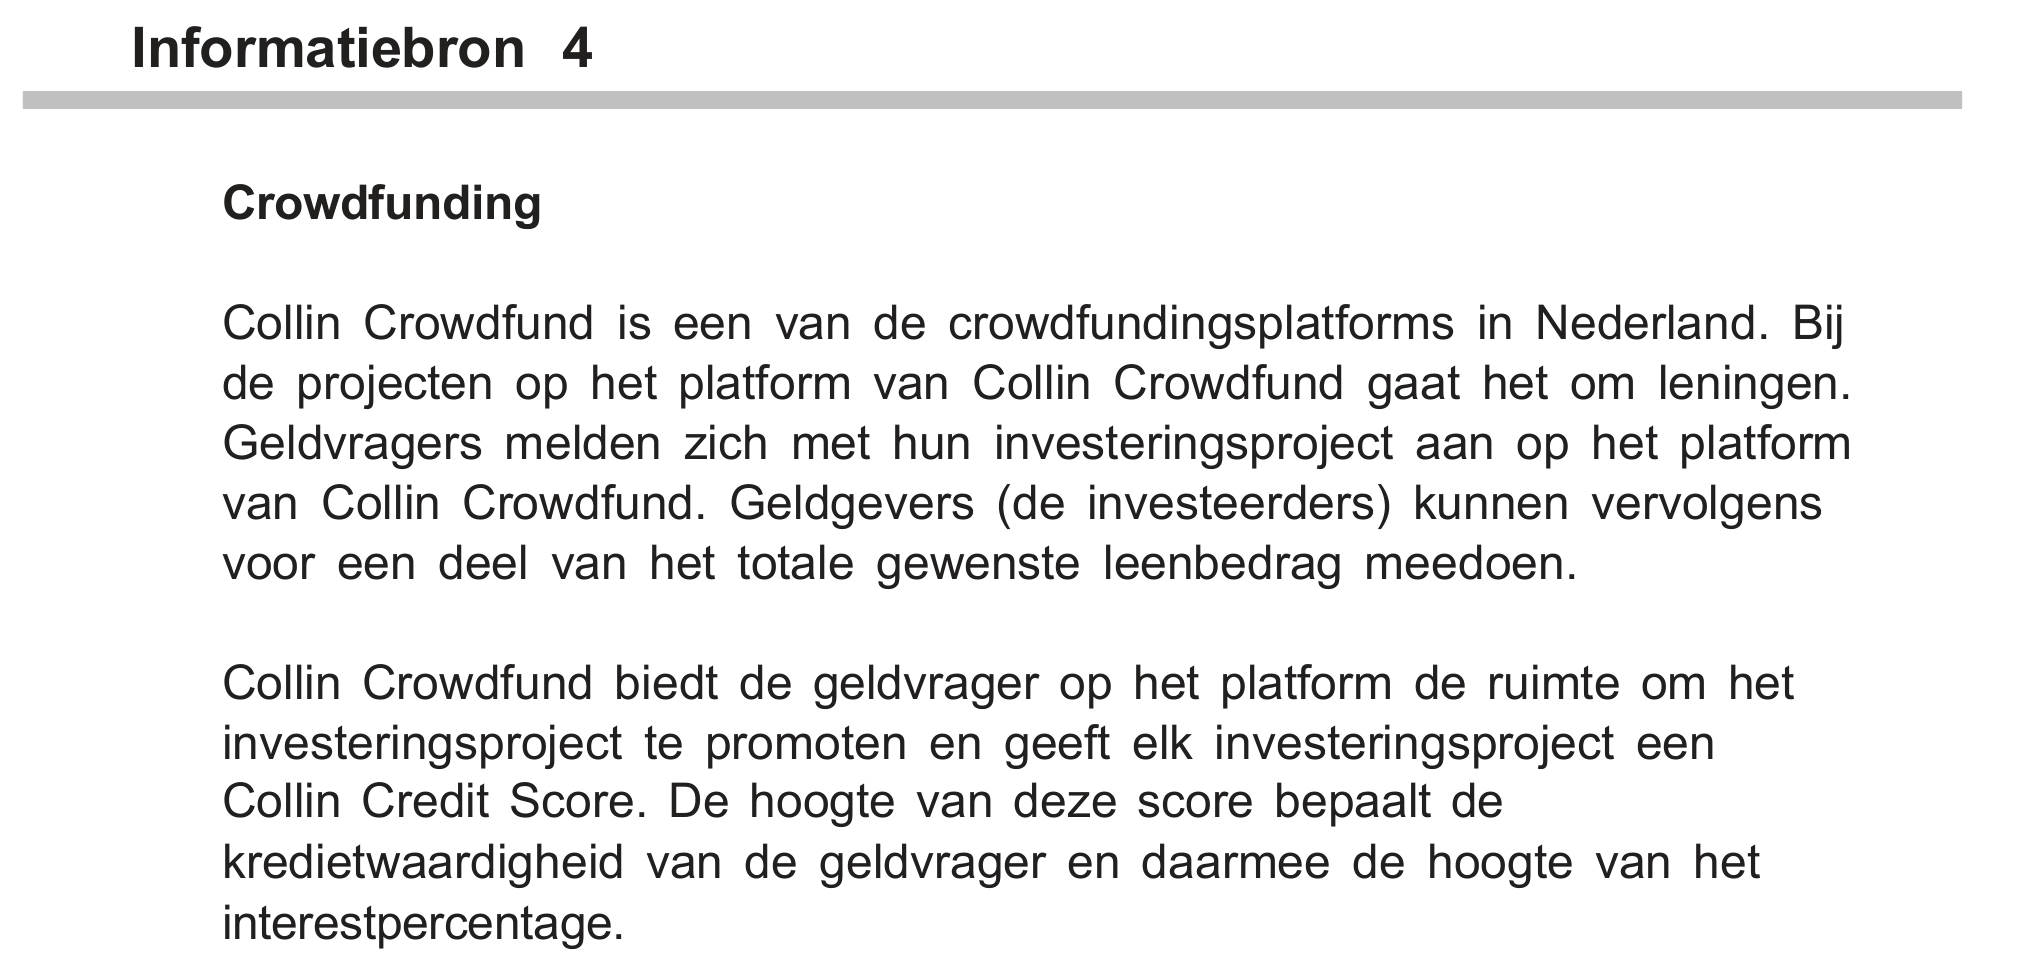 Informatiebron 4
Crowdfunding
Collin Crowdfund is een van de crowdfundingsplatforms in Nederland. Bij
de projecten op het platform van Collin Crowdfund gaat het om leningen.
Geldvragers melden zich met hun investeringsproject aan op het platform
van Collin Crowdfund. Geldgevers (de investeerders) kunnen vervolgens
voor een deel van het totale gewenste leenbedrag meedoen.
Collin Crowdfund biedt de geldvrager op het platform de ruimte om het
investeringsproject te promoten en geeft elk investeringsproject een
Collin Credit Score. De hoogte van deze score bepaalt de
kredietwaardigheid van de geldvrager en daarmee de hoogte van het
interestpercentage.